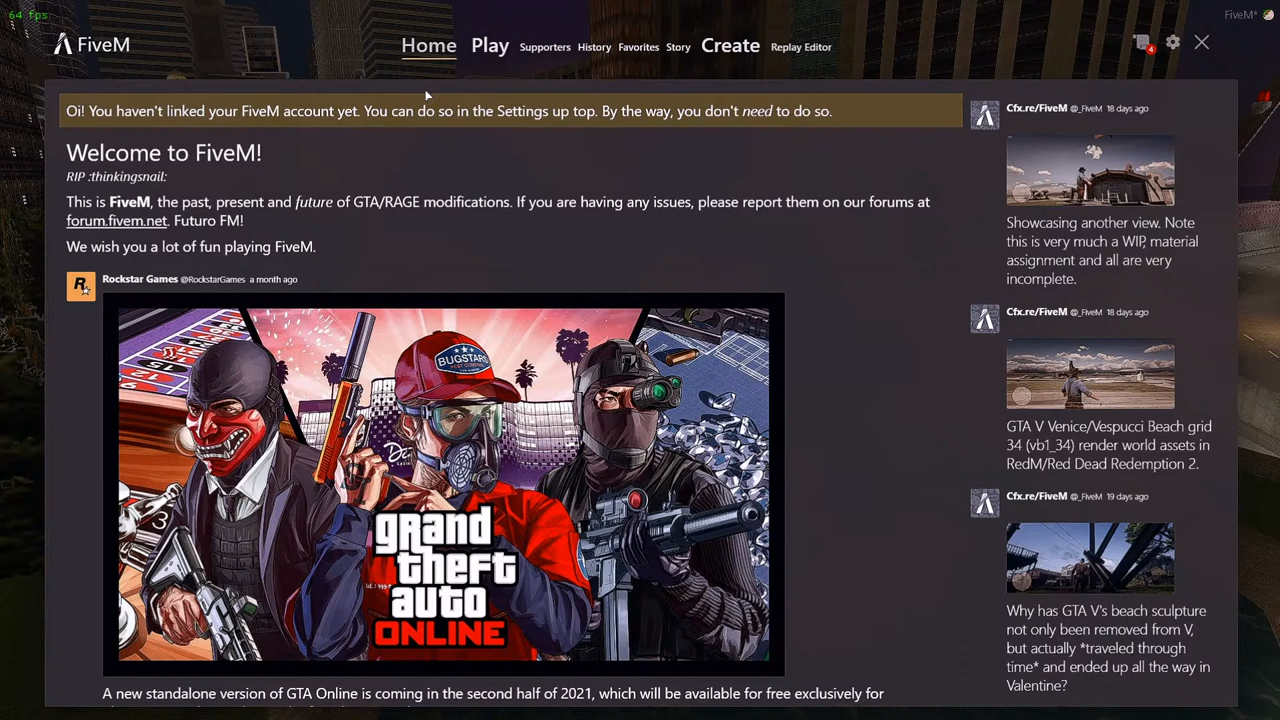 64 fps
FiveM*
FiveM
Home Play Supporters History Favorites Story Create Replay Editor
4
Oi! You haven't linked your FiveM account yet. You can do so in the Settings up top. By the way, you don't need to do so.
Welcome to FiveM!
RIP :thinkingsnail:
This is FiveM, the past, present and future of GTA/RAGE modifications. If you are having any issues, please report them on our forums at
forum.fivem.net. Futuro FM!
We wish you a lot of fun playing FiveM.
Rockstar Games @RockstarGames a month ago
BUGSTARS
PEST CONTROL
grand
theft
auto
ONLINE
A new standalone version of GTA Online is coming in the second half of 2021, which will be available for free exclusively for
Cfx.re/FiveM @_FiveM 18 days ago
Showcasing another view. Note
this is very much a WIP, material
assignment and all are very
incomplete.
Cfx.re/FiveM @_FiveM 18 days ago
GTA V Venice/Vespucci Beach grid
34 (vb1_34) render world assets in
RedM/Red Dead Redemption 2.
Cfx.re/FiveM @_FiveM 19 days ago
Why has GTA V's beach sculpture
not only been removed from V,
but actually *traveled through
time* and ended up all the way in
Valentine?